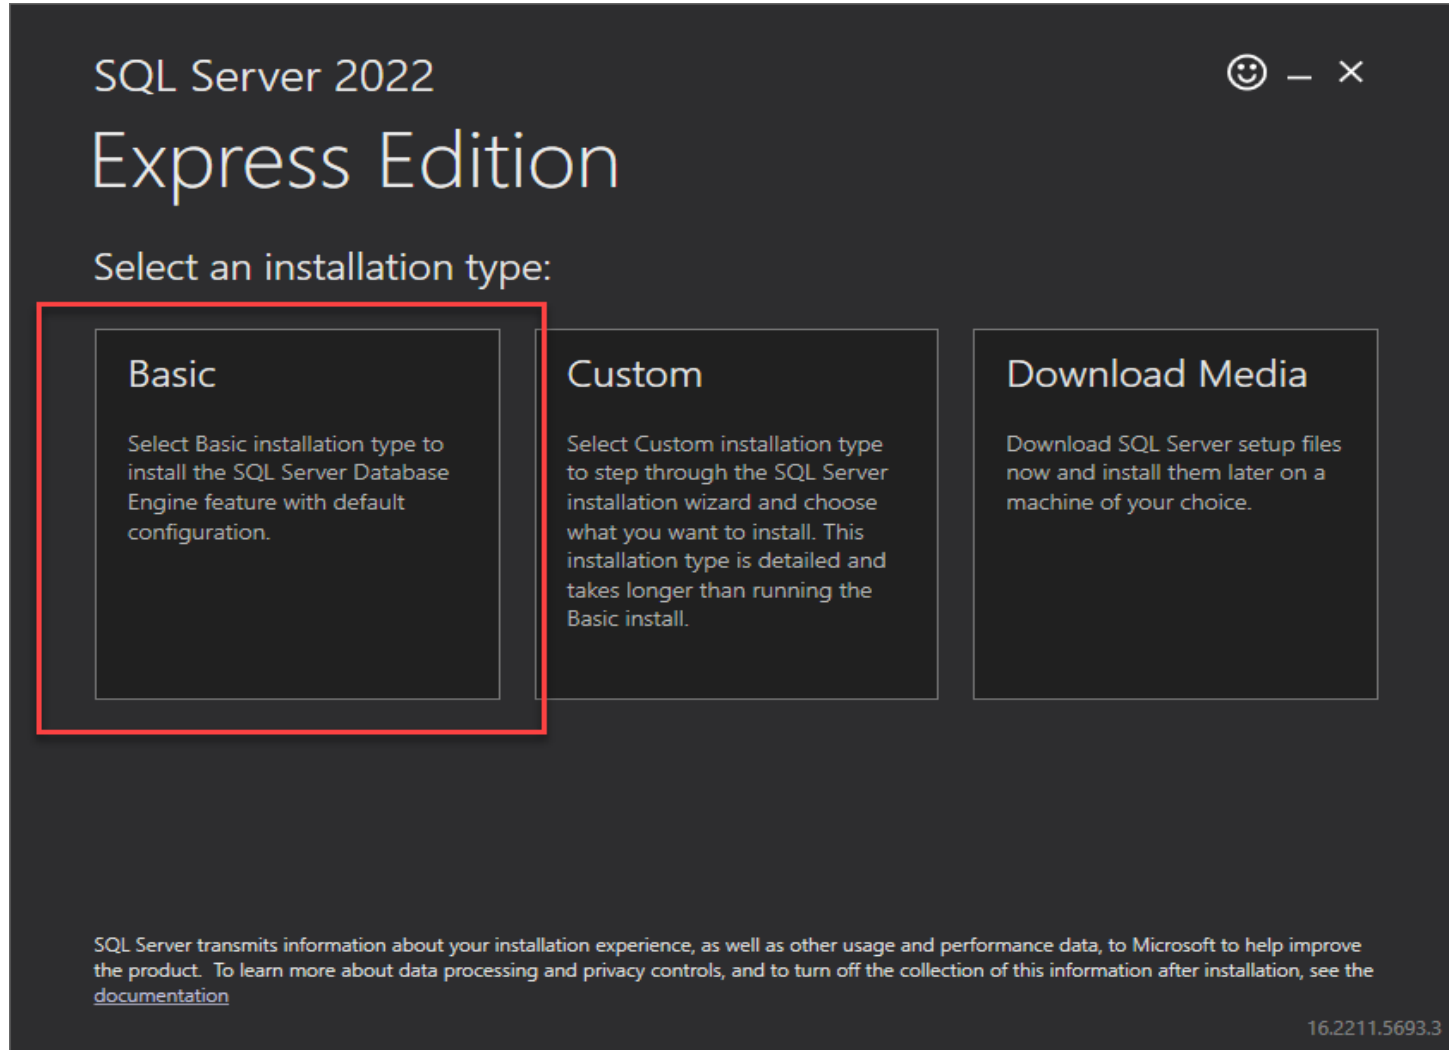 SQL Server 2022
Express Edition
Select an installation type:
Basic
Select Basic installation type to
install the SQL Server Database
Engine feature with default
configuration.
Custom
Select Custom installation type
to step through the SQL Server
installation wizard and choose
what you want to install. This
installation type is detailed and
takes longer than running the
Basic install.
Download Media
Download SQL Server setup files
now and install them later on a
machine of your choice.
SQL Server transmits information about your installation experience, as well as other usage and performance data, to Microsoft to help improve
the product.  To learn more about data processing and privacy controls, and to turn off the collection of this information after installation, see the
documentation
16.2211.5693.3